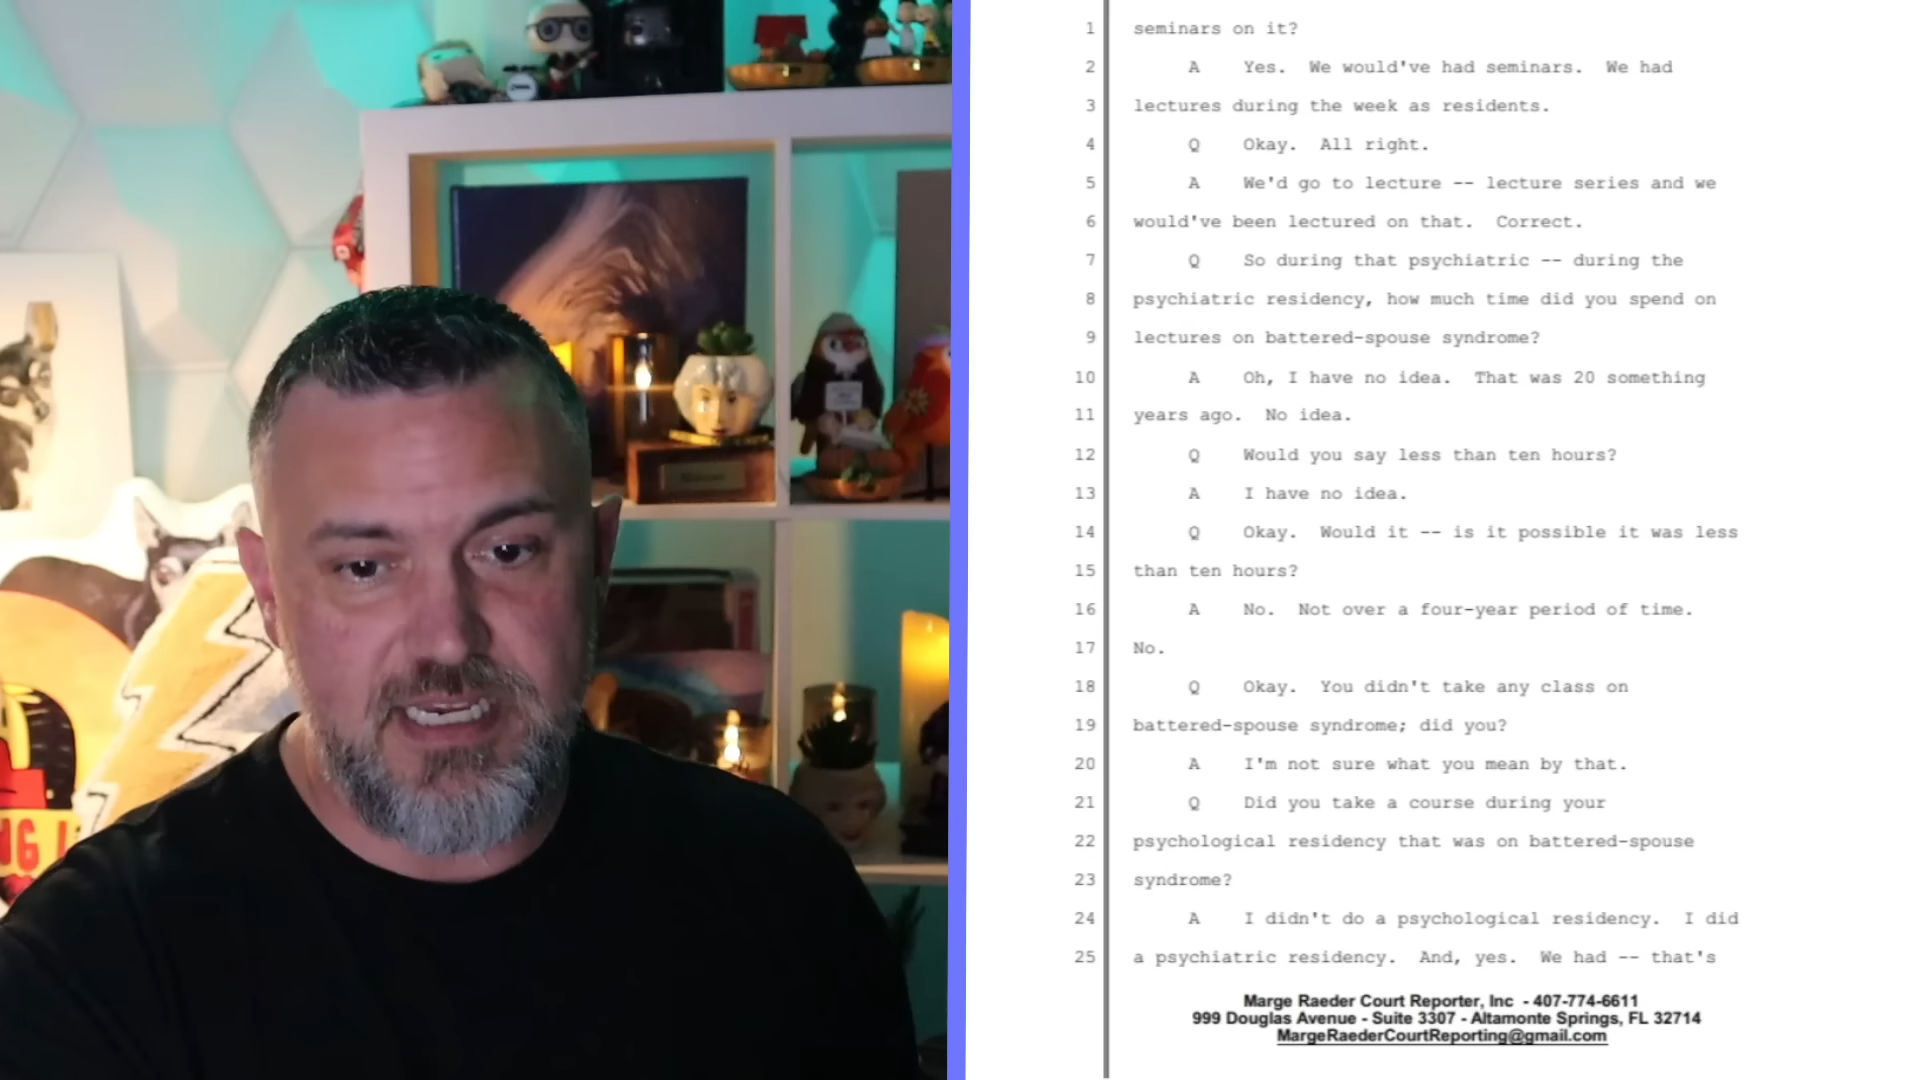 1 seminars on it?
2 A Yes. We would've had seminars. We had
3 lectures during the week as residents.
4 Q Okay. All right.
5 A We'd go to lecture -- lecture series and we
6 would've been lectured on that. Correct.
7 Q So during that psychiatric -- during the
8 psychiatric residency, how much time did you spend on
9 lectures on battered-spouse syndrome?
10 A Oh, I have no idea. That was 20 something
11 years ago. No idea.
12 Q Would you say less than ten hours?
13 A I have no idea.
14 Q Okay. Would it -- is it possible it was less
15 than ten hours?
16 A No. Not over a four-year period of time.
17 No.
18 Q Okay. You didn't take any class on
19 battered-spouse syndrome; did you?
20 A I'm not sure what you mean by that.
21 Q Did you take a course during your
22 psychological residency that was on battered-spouse
23 syndrome?
24 A I didn't do a psychological residency. I did
25 a psychiatric residency. And, yes. We had -- that's
Marge Raeder Court Reporter, Inc - 407-774-6611
999 Douglas Avenue - Suite 3307 - Altamonte Springs, FL 32714
MargeRaederCourtReporting@gmail.com